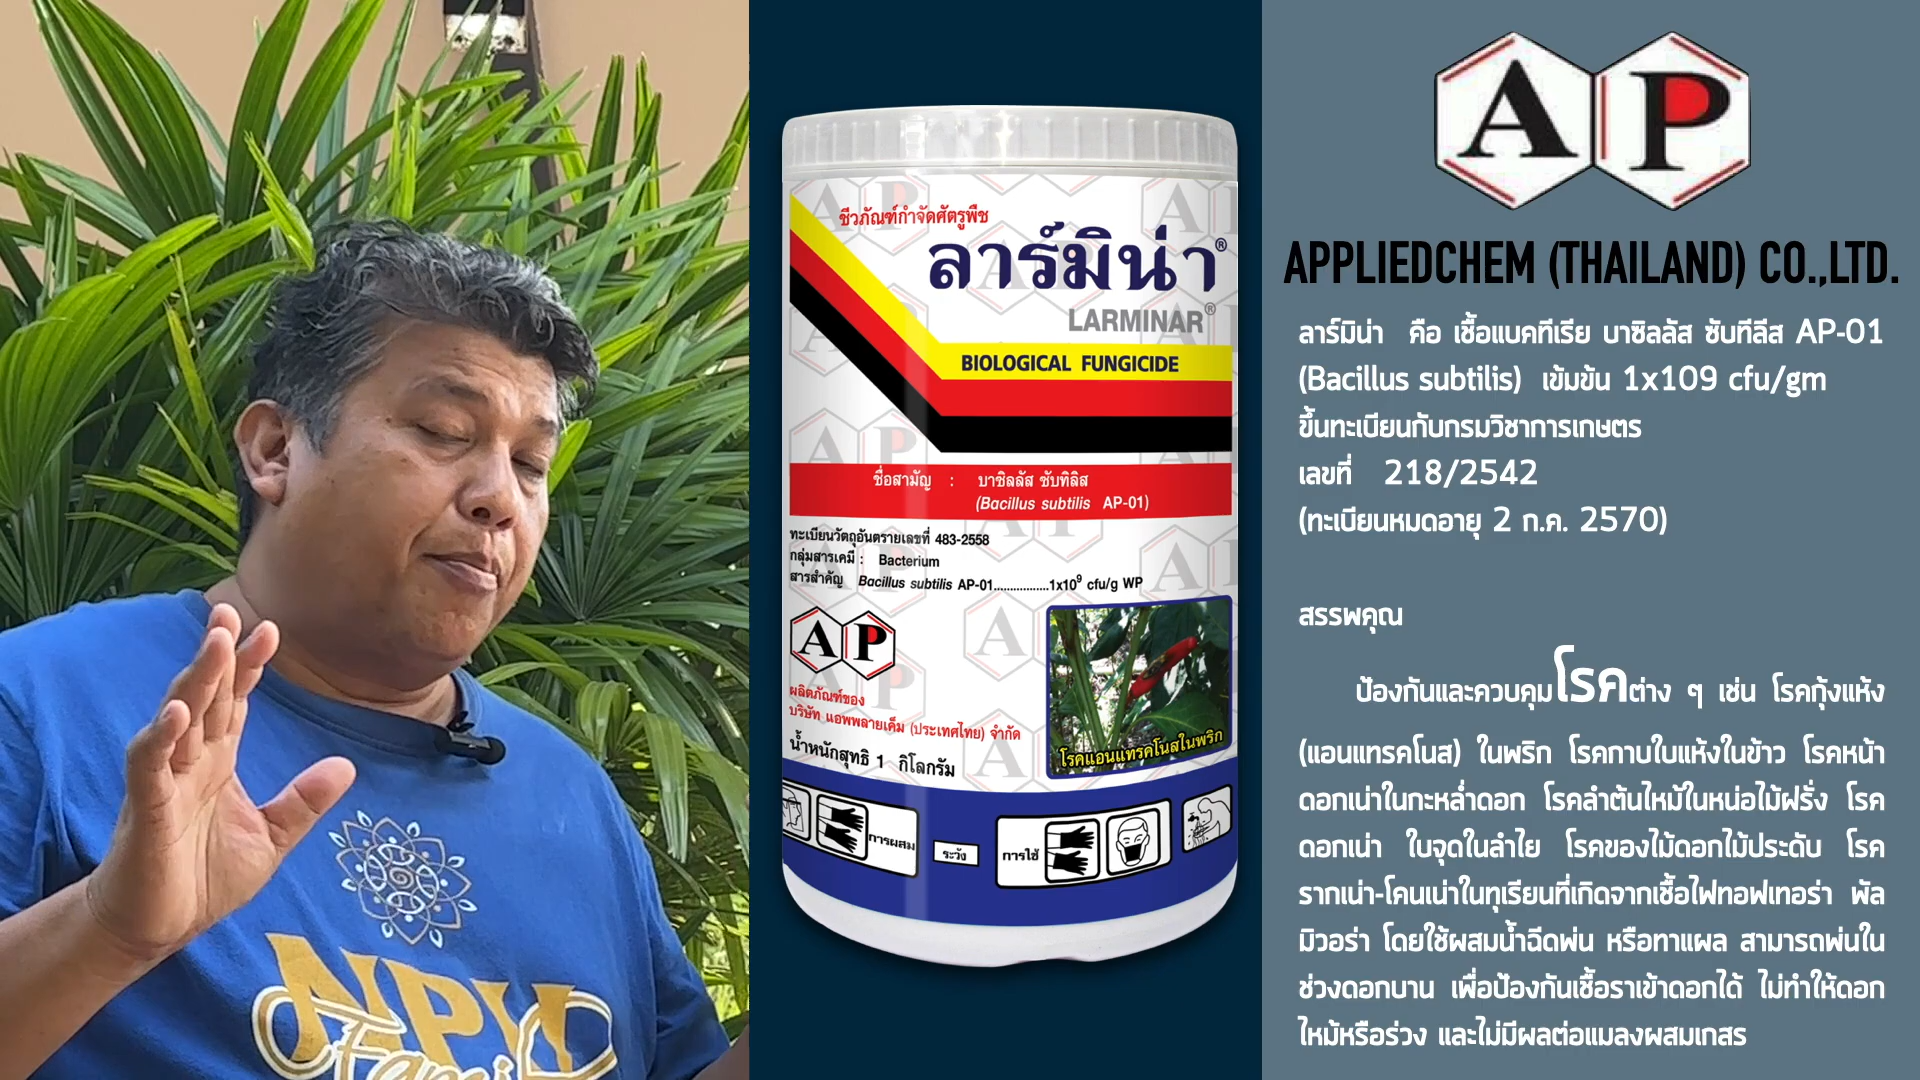 NPU
Family
ชีวภัณฑ์กำจัดศัตรูพืช
ลาร์มิน่า®
LARMINAR®
BIOLOGICAL FUNGICIDE
ชื่อสามัญ : บาซิลลัส ซับทิลิส
(Bacillus subtilis AP-01)
ทะเบียนวัตถุอันตรายเลขที่ 483-2558
กลุ่มสารเคมี : Bacterium
สารสำคัญ Bacillus subtilis AP-01................1x10⁹ cfu/g WP
AP
ผลิตภัณฑ์ของ
บริษัท แอพพลายเค็ม (ประเทศไทย) จำกัด
น้ำหนักสุทธิ 1 กิโลกรัม
โรคแอนแทรคโนสในพริก
การผสม
ระวัง
การใช้
AP
APPLIEDCHEM (THAILAND) CO.,LTD.
ลาร์มิน่า คือ เชื้อแบคทีเรีย บาซิลลัส ซับทีลีส AP-01
(Bacillus subtilis) เข้มข้น 1x109 cfu/gm
ขึ้นทะเบียนกับกรมวิชาการเกษตร
เลขที่ 218/2542
(ทะเบียนหมดอายุ 2 ก.ค. 2570)
สรรพคุณ
ป้องกันและควบคุมโรคต่าง ๆ เช่น โรคกุ้งแห้ง
(แอนแทรคโนส) ในพริก โรคกาบใบแห้งในข้าว โรคหน้า
ดอกเน่าในกะหล่ำดอก โรคลำต้นไหม้ในหน่อไม้ฝรั่ง โรค
ดอกเน่า ใบจุดในลำไย โรคของไม้ดอกไม้ประดับ โรค
รากเน่า-โคนเน่าในทุเรียนที่เกิดจากเชื้อไฟทอฟเทอร่า พัล
มิวอร่า โดยใช้ผสมน้ำฉีดพ่น หรือทาแผล สามารถพ่นใน
ช่วงดอกบาน เพื่อป้องกันเชื้อราเข้าดอกได้ ไม่ทำให้ดอก
ไหม้หรือร่วง และไม่มีผลต่อแมลงผสมเกสร